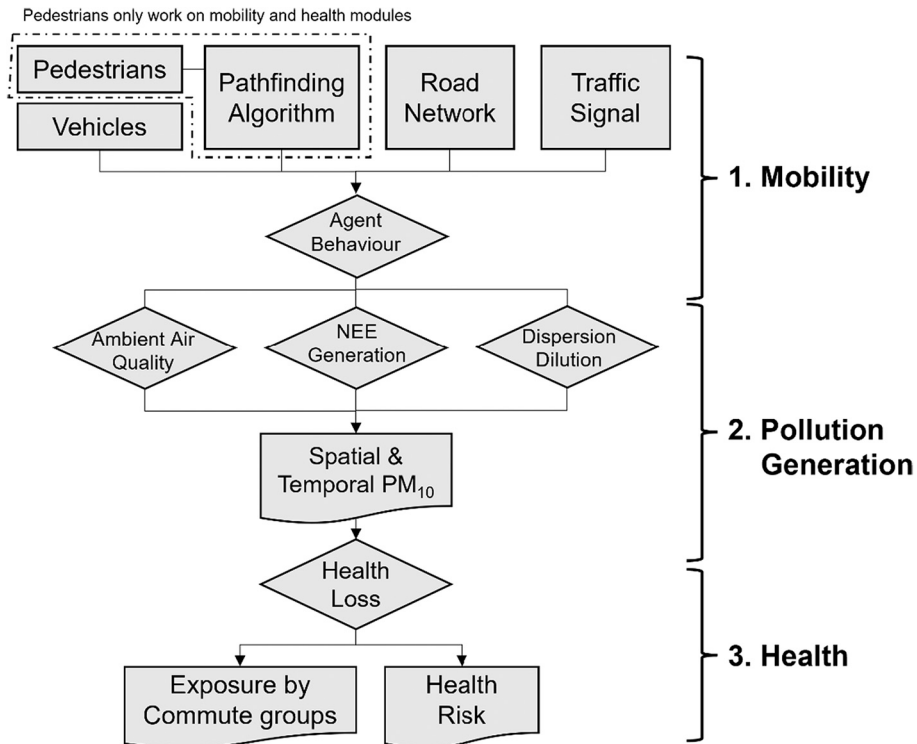 Pedestrians only work on mobility and health modules
Pedestrians
Vehicles
Pathfinding
Algorithm
Road
Network
Traffic
Signal
1. Mobility
Agent
Behaviour
Ambient Air
Quality
NEE
Generation
Dispersion
Dilution
2. Pollution
Generation
Spatial &
Temporal PM₁₀
Health
Loss
3. Health
Exposure by
Commute groups
Health
Risk